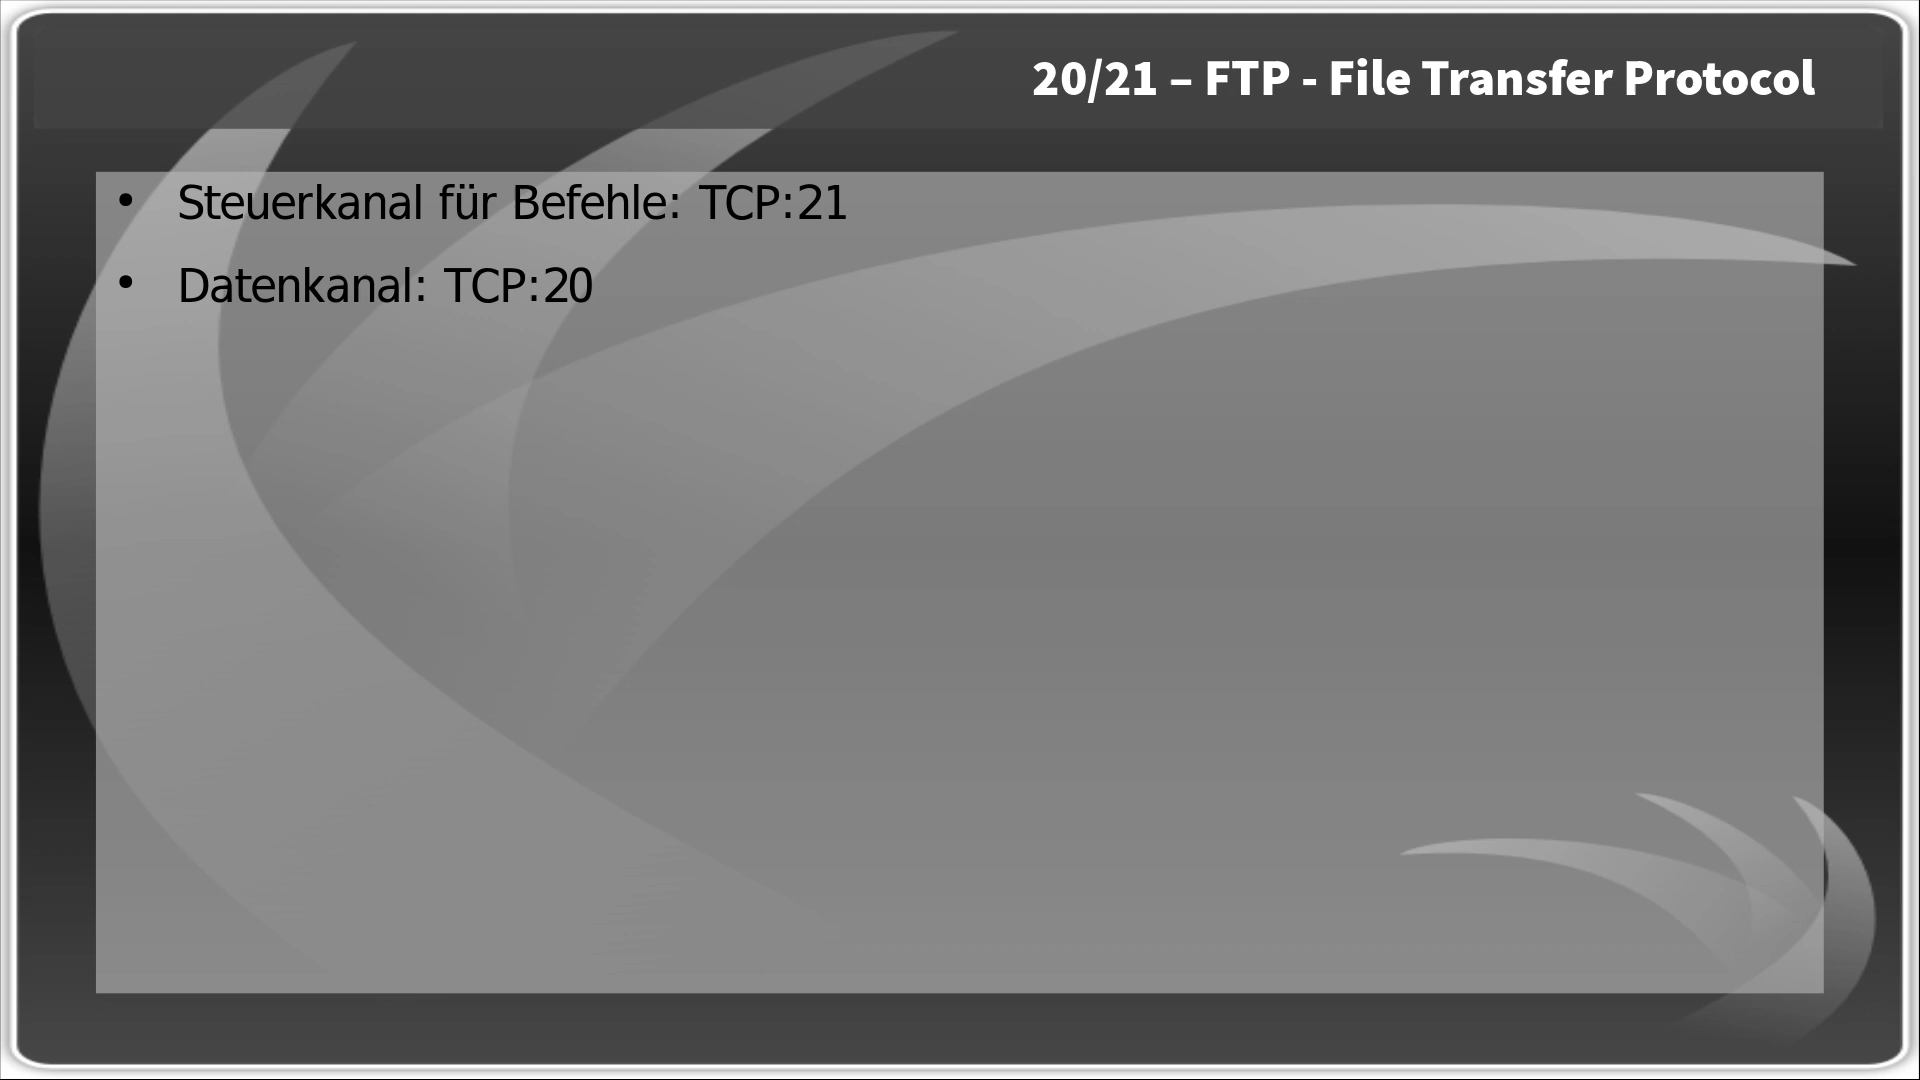 20/21 – FTP - File Transfer Protocol
• Steuerkanal für Befehle: TCP:21
• Datenkanal: TCP:20